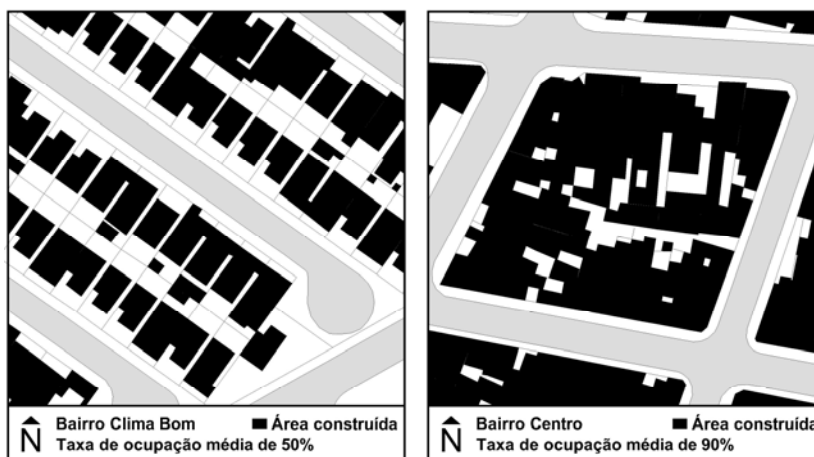 N
Bairro Clima Bom
Área construída
Taxa de ocupação média de 50%
N
Bairro Centro
Área construída
Taxa de ocupação média de 90%